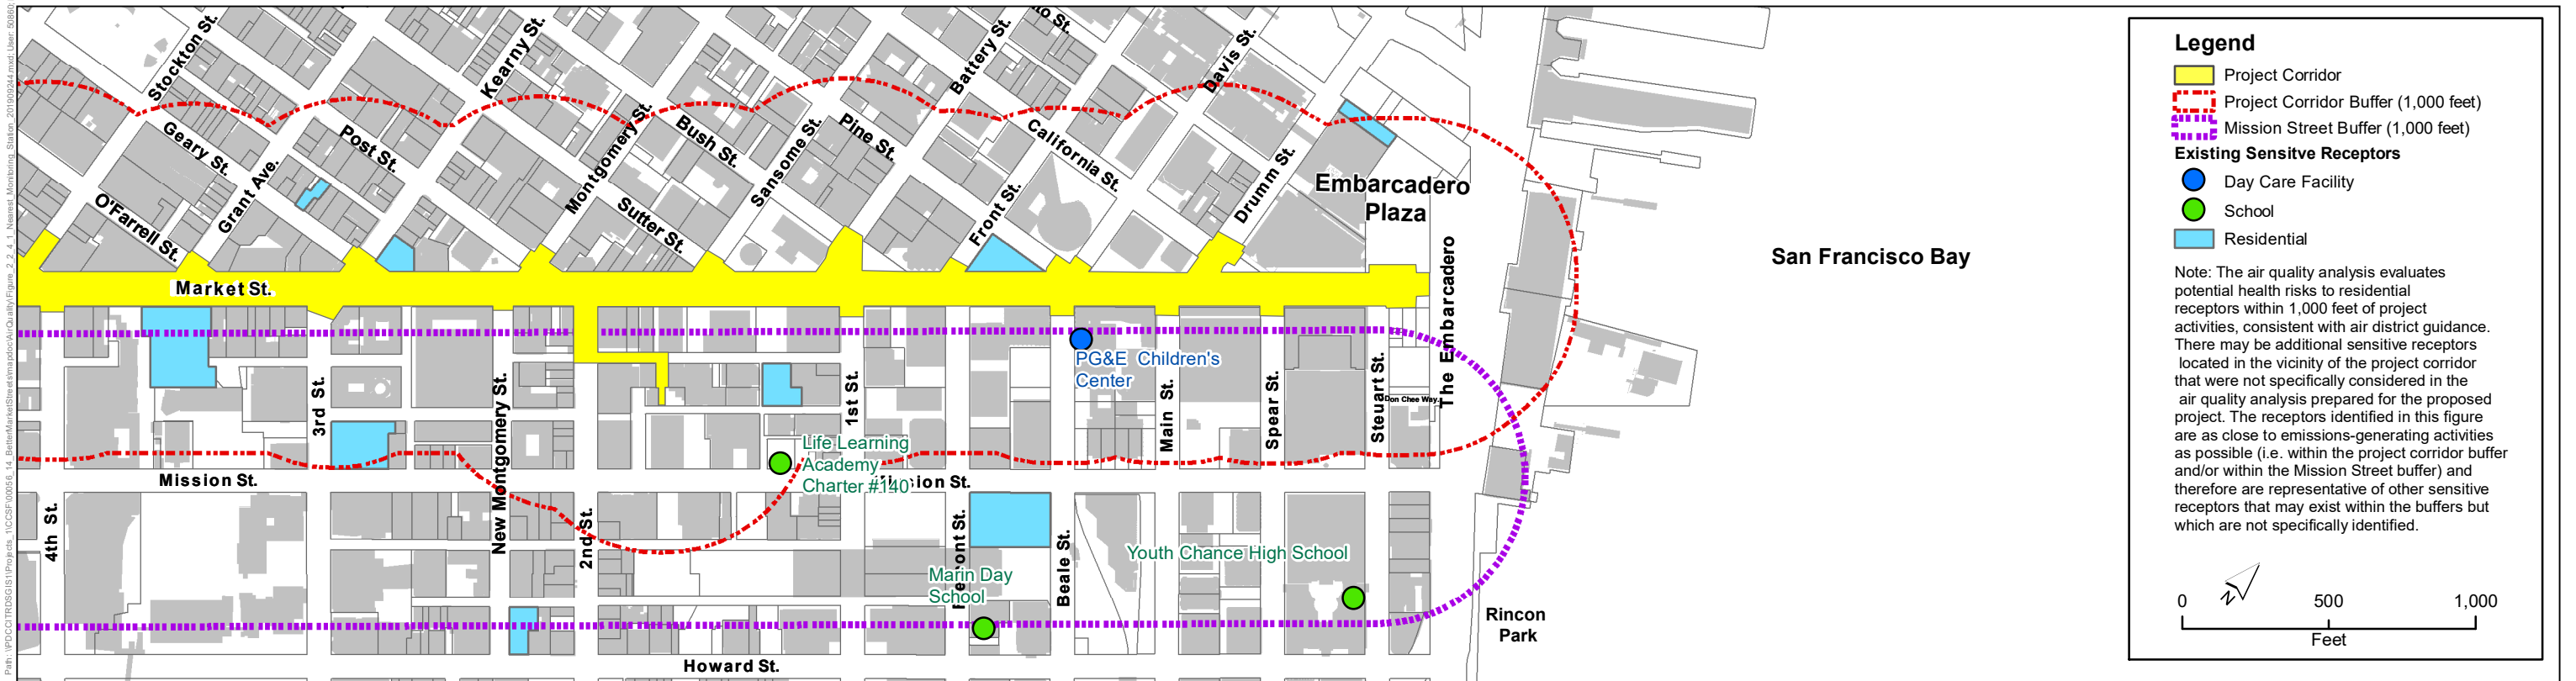 Path: \\PDCCITRDSGIS1\Projects_1\CCSF\00056_14_BetterMarketStreets\mapdoc\AirQuality\Figure_2_2_4_1_Nearest_Monitoring_Station_20190924
Stockton St.
Kearny St.
Battery St.
Davis St.
Geary St.
Post St.
Montgomery St.
Bush St.
Sansome St.
Pine St.
California St.
Grant Ave.
O'Farrell St.
Sutter St.
Front St.
Drumm St.
Embarcadero
Plaza
The Embarcadero
San Francisco Bay
Market St.
PG&E Children's
Center
3rd St.
New Montgomery St.
1st St.
Main St.
Spear St.
Steuart St.
Don Chee Way
Life Learning
Academy
Charter #140
Mission St.
4th St.
2nd St.
Beale St.
Youth Chance High School
Marin Day
School
Rincon
Park
Howard St.
Legend
Project Corridor
Project Corridor Buffer (1,000 feet)
Mission Street Buffer (1,000 feet)
Existing Sensitve Receptors
Day Care Facility
School
Residential
Note: The air quality analysis evaluates
potential health risks to residential
receptors within 1,000 feet of project
activities, consistent with air district guidance.
There may be additional sensitive receptors
located in the vicinity of the project corridor
that were not specifically considered in the
air quality analysis prepared for the proposed
project. The receptors identified in this figure
are as close to emissions-generating activities
as possible (i.e. within the project corridor buffer
and/or within the Mission Street buffer) and
therefore are representative of other sensitive
receptors that may exist within the buffers but
which are not specifically identified.
N
0 500 1,000
Feet